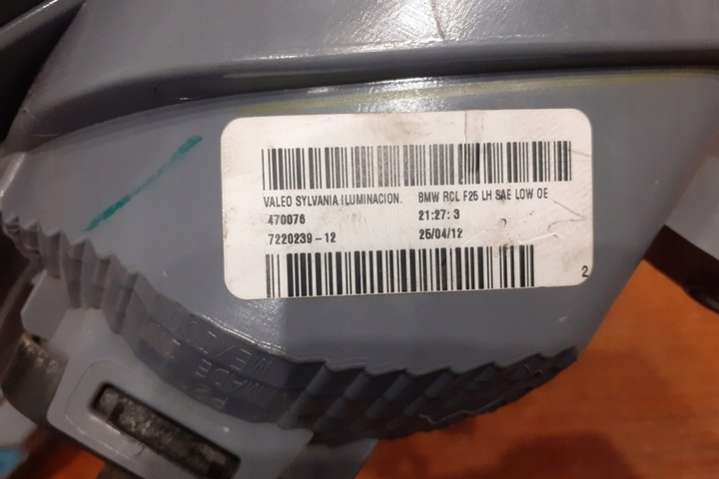 VALEO SYLVANIA ILUMINACION. BMW RCL F25 LH SAE LOW OE
470076 21:27: 3
7220239-12 25/04/12
2
MADE